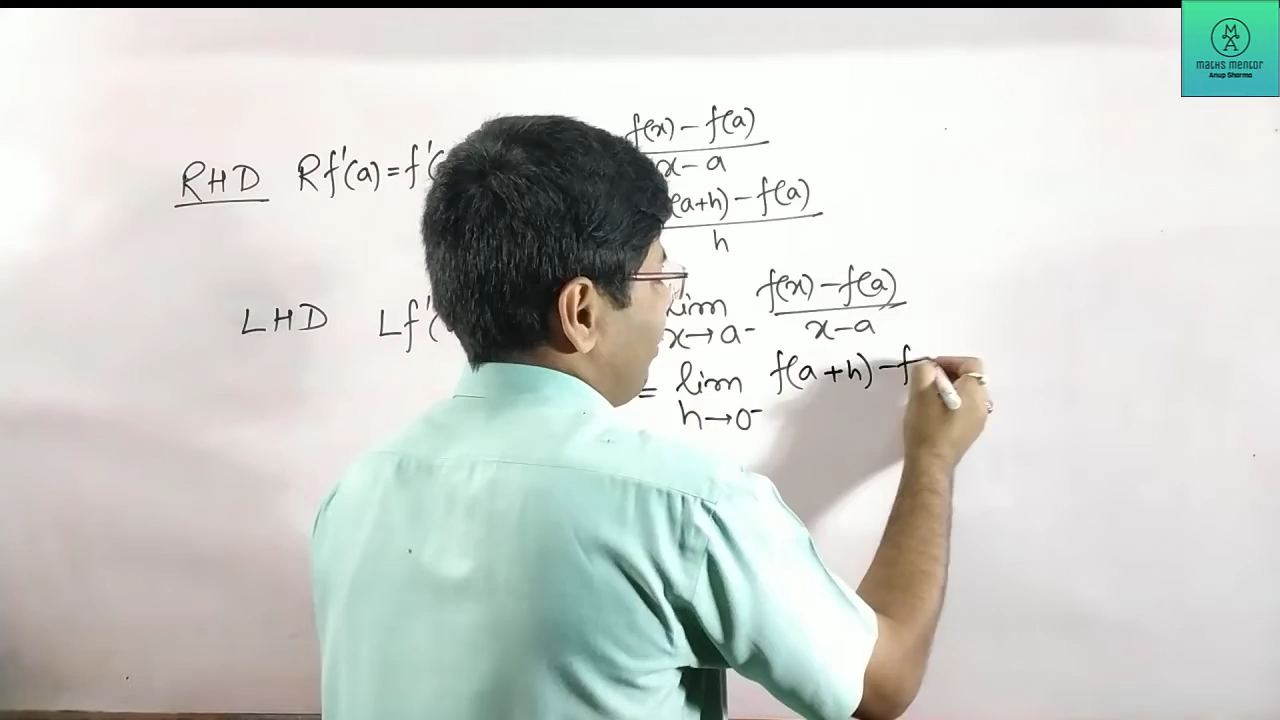 maths mentor
Anup Sharma
f(x) - f(a)
RHD Rf'(a) = f'(
x - a
(a+h) - f(a)
h
LHD Lf'( lim f(x) - f(a)
x→a⁻ x-a
= lim f(a+h) - f
h→0⁻